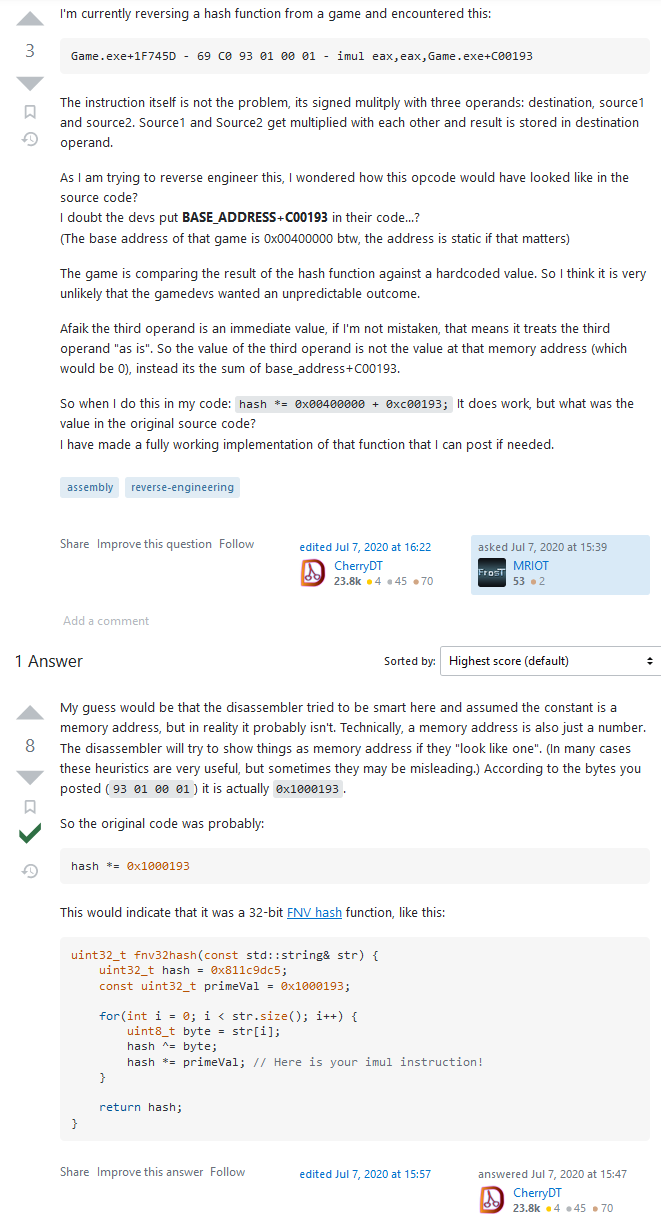 I'm currently reversing a hash function from a game and encountered this:
3
Game.exe+1F745D - 69 C0 93 01 00 01 - imul eax,eax,Game.exe+C00193
The instruction itself is not the problem, its signed mulitply with three operands: destination, source1
and source2. Source1 and Source2 get multiplied with each other and result is stored in destination
operand.
As I am trying to reverse engineer this, I wondered how this opcode would have looked like in the
source code?
I doubt the devs put BASE_ADDRESS+C00193 in their code...?
(The base address of that game is 0x00400000 btw, the address is static if that matters)
The game is comparing the result of the hash function against a hardcoded value. So I think it is very
unlikely that the gamedevs wanted an unpredictable outcome.
Afaik the third operand is an immediate value, if I'm not mistaken, that means it treats the third
operand "as is". So the value of the third operand is not the value at that memory address (which
would be 0), instead its the sum of base_address+C00193.
So when I do this in my code: hash *= 0x00400000 + 0xc00193; It does work, but what was the
value in the original source code?
I have made a fully working implementation of that function that I can post if needed.
assembly reverse-engineering
Share Improve this question Follow
edited Jul 7, 2020 at 16:22
CherryDT
23.8k 4 45 70
asked Jul 7, 2020 at 15:39
FrosT
MRIOT
53 2
Add a comment
1 Answer
Sorted by: Highest score (default)
My guess would be that the disassembler tried to be smart here and assumed the constant is a
memory address, but in reality it probably isn't. Technically, a memory address is also just a number.
8
The disassembler will try to show things as memory address if they "look like one". (In many cases
these heuristics are very useful, but sometimes they may be misleading.) According to the bytes you
posted ( 93 01 00 01 ) it is actually 0x1000193.
So the original code was probably:
hash *= 0x1000193
This would indicate that it was a 32-bit FNV hash function, like this:
uint32_t fnv32hash(const std::string& str) {
    uint32_t hash = 0x811c9dc5;
    const uint32_t primeVal = 0x1000193;
    for(int i = 0; i < str.size(); i++) {
        uint8_t byte = str[i];
        hash ^= byte;
        hash *= primeVal; // Here is your imul instruction!
    }
    return hash;
}
Share Improve this answer Follow
edited Jul 7, 2020 at 15:57
answered Jul 7, 2020 at 15:47
CherryDT
23.8k 4 45 70